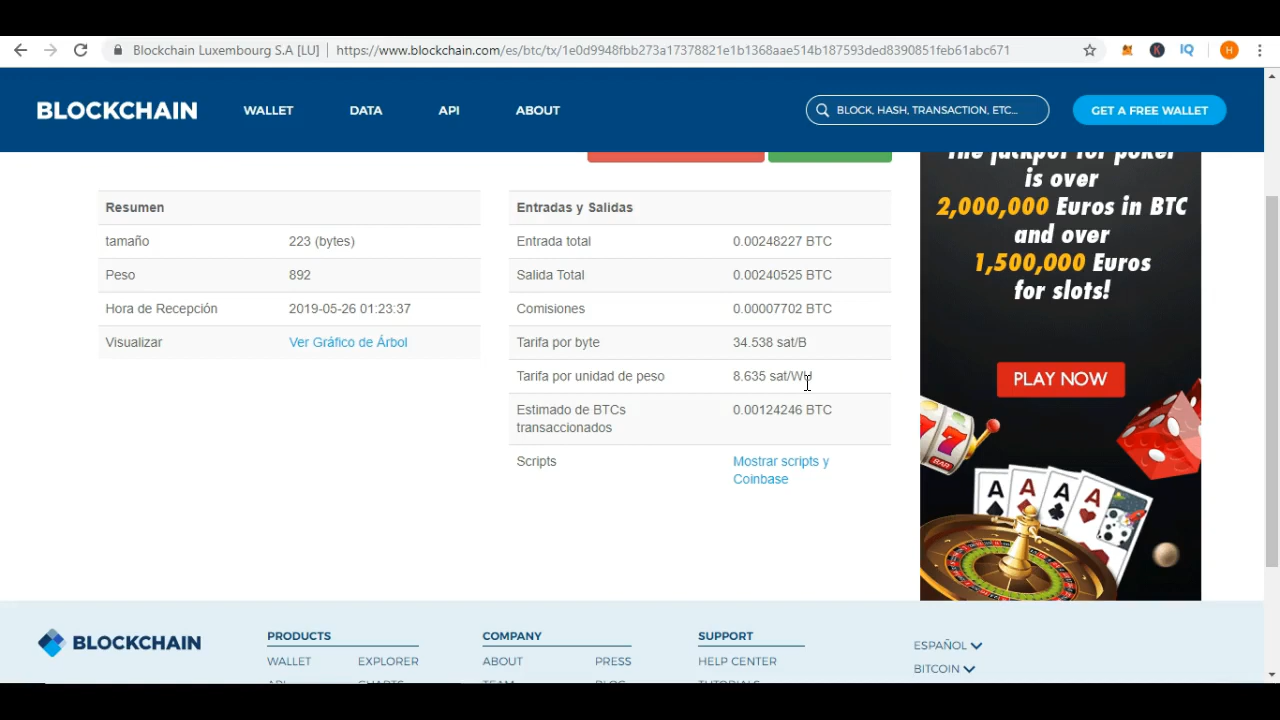 Blockchain Luxembourg S.A [LU]
https://www.blockchain.com/es/btc/tx/1e0d9948fbb273a17378821e1b1368aae514b187593ded8390851feb61abc671
BLOCKCHAIN
WALLET
DATA
API
ABOUT
BLOCK, HASH, TRANSACTION, ETC...
GET A FREE WALLET
Resumen
tamaño 223 (bytes)
Peso 892
Hora de Recepción 2019-05-26 01:23:37
Visualizar Ver Gráfico de Árbol
Entradas y Salidas
Entrada total 0.00248227 BTC
Salida Total 0.00240525 BTC
Comisiones 0.00007702 BTC
Tarifa por byte 34.538 sat/B
Tarifa por unidad de peso 8.635 sat/WU
Estimado de BTCs 0.00124246 BTC
transaccionados
Scripts Mostrar scripts y
Coinbase
The jackpot for poker
is over
2,000,000 Euros in BTC
and over
1,500,000 Euros
for slots!
PLAY NOW
BLOCKCHAIN
PRODUCTS
WALLET EXPLORER
API CHARTS
COMPANY
ABOUT PRESS
TEAM BLOG
SUPPORT
HELP CENTER
TUTORIALS
ESPAÑOL
BITCOIN